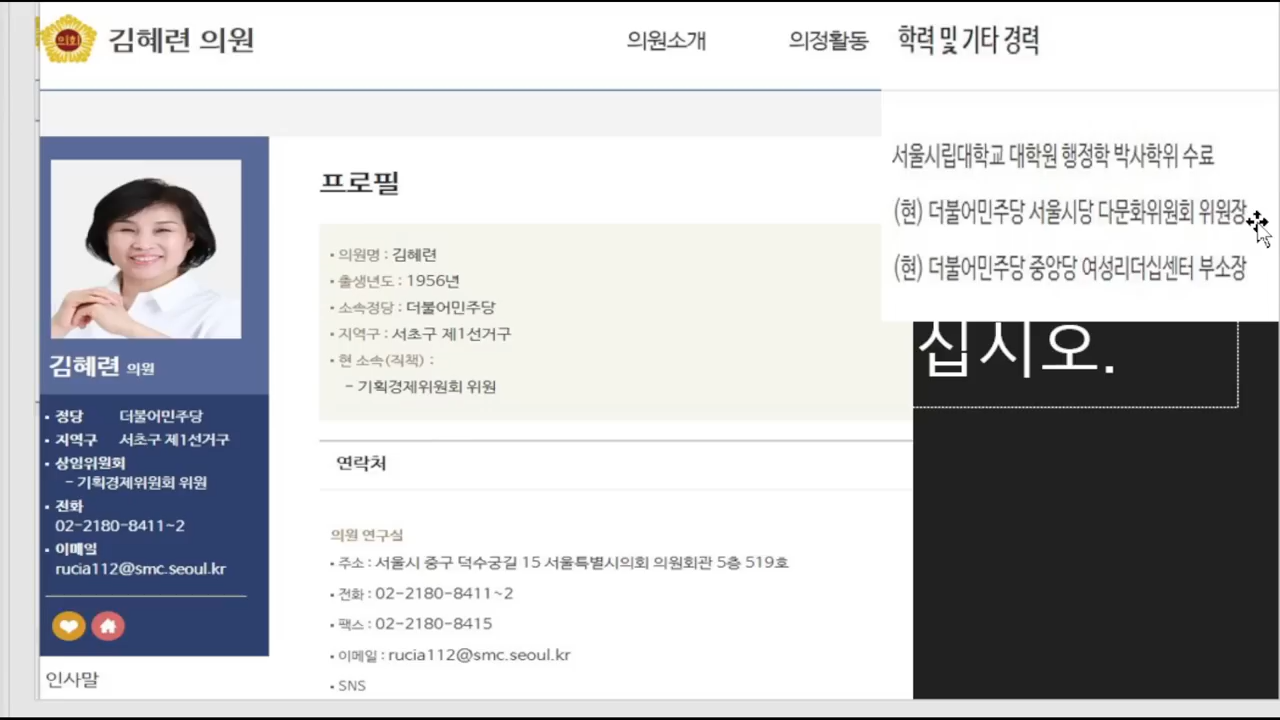 의회
김혜련 의원
의원소개
의정활동
학력 및 기타 경력
서울시립대학교 대학원 행정학 박사학위 수료
(현) 더불어민주당 서울시당 다문화위원회 위원장
(현) 더불어민주당 중앙당 여성리더십센터 부소장
십시오.
김혜련 의원
• 정당 더불어민주당
• 지역구 서초구 제1선거구
• 상임위원회
- 기획경제위원회 위원
• 전화
02-2180-8411~2
• 이메일
rucia112@smc.seoul.kr
인사말
프로필
• 의원명 : 김혜련
• 출생년도 : 1956년
• 소속정당 : 더불어민주당
• 지역구 : 서초구 제1선거구
• 현 소속(직책) :
- 기획경제위원회 위원
연락처
의원 연구실
• 주소 : 서울시 중구 덕수궁길 15 서울특별시의회 의원회관 5층 519호
• 전화 : 02-2180-8411~2
• 팩스 : 02-2180-8415
• 이메일 : rucia112@smc.seoul.kr
• SNS